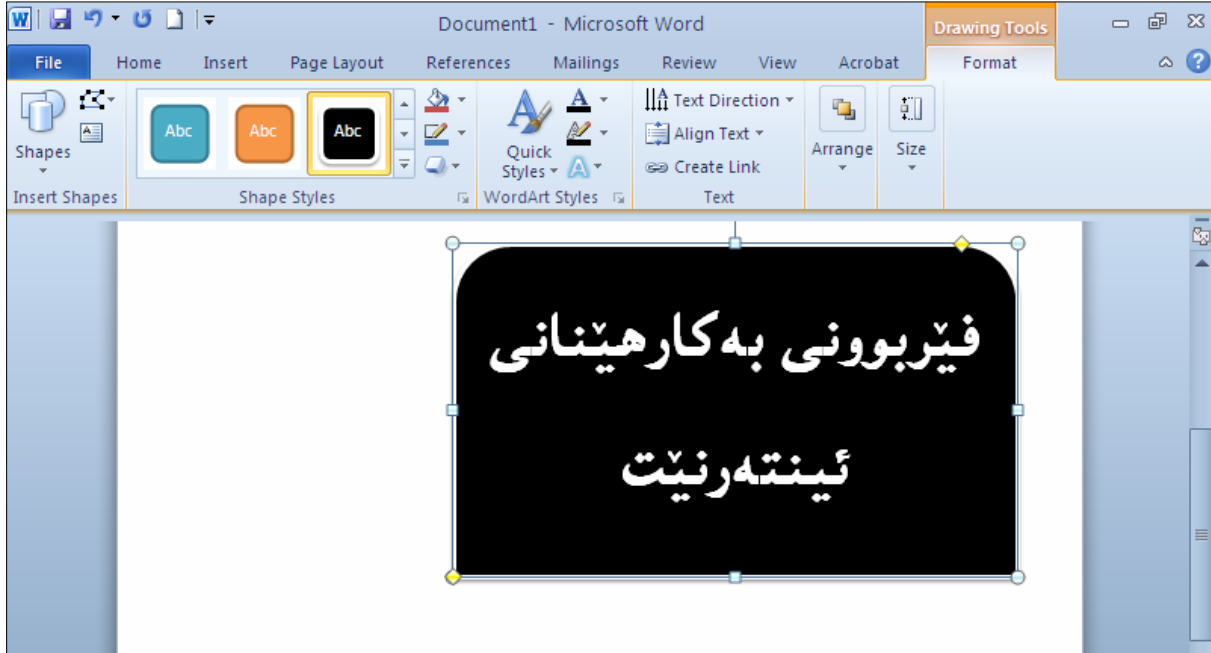 Document1 - Microsoft Word
Drawing Tools
File Home Insert Page Layout References Mailings Review View Acrobat Format
Shapes
Abc Abc Abc
Quick Styles
Text Direction
Align Text
Create Link
Arrange
Size
Insert Shapes Shape Styles WordArt Styles Text
فێربوونی بەکارهێنانی
ئینتەرنێت